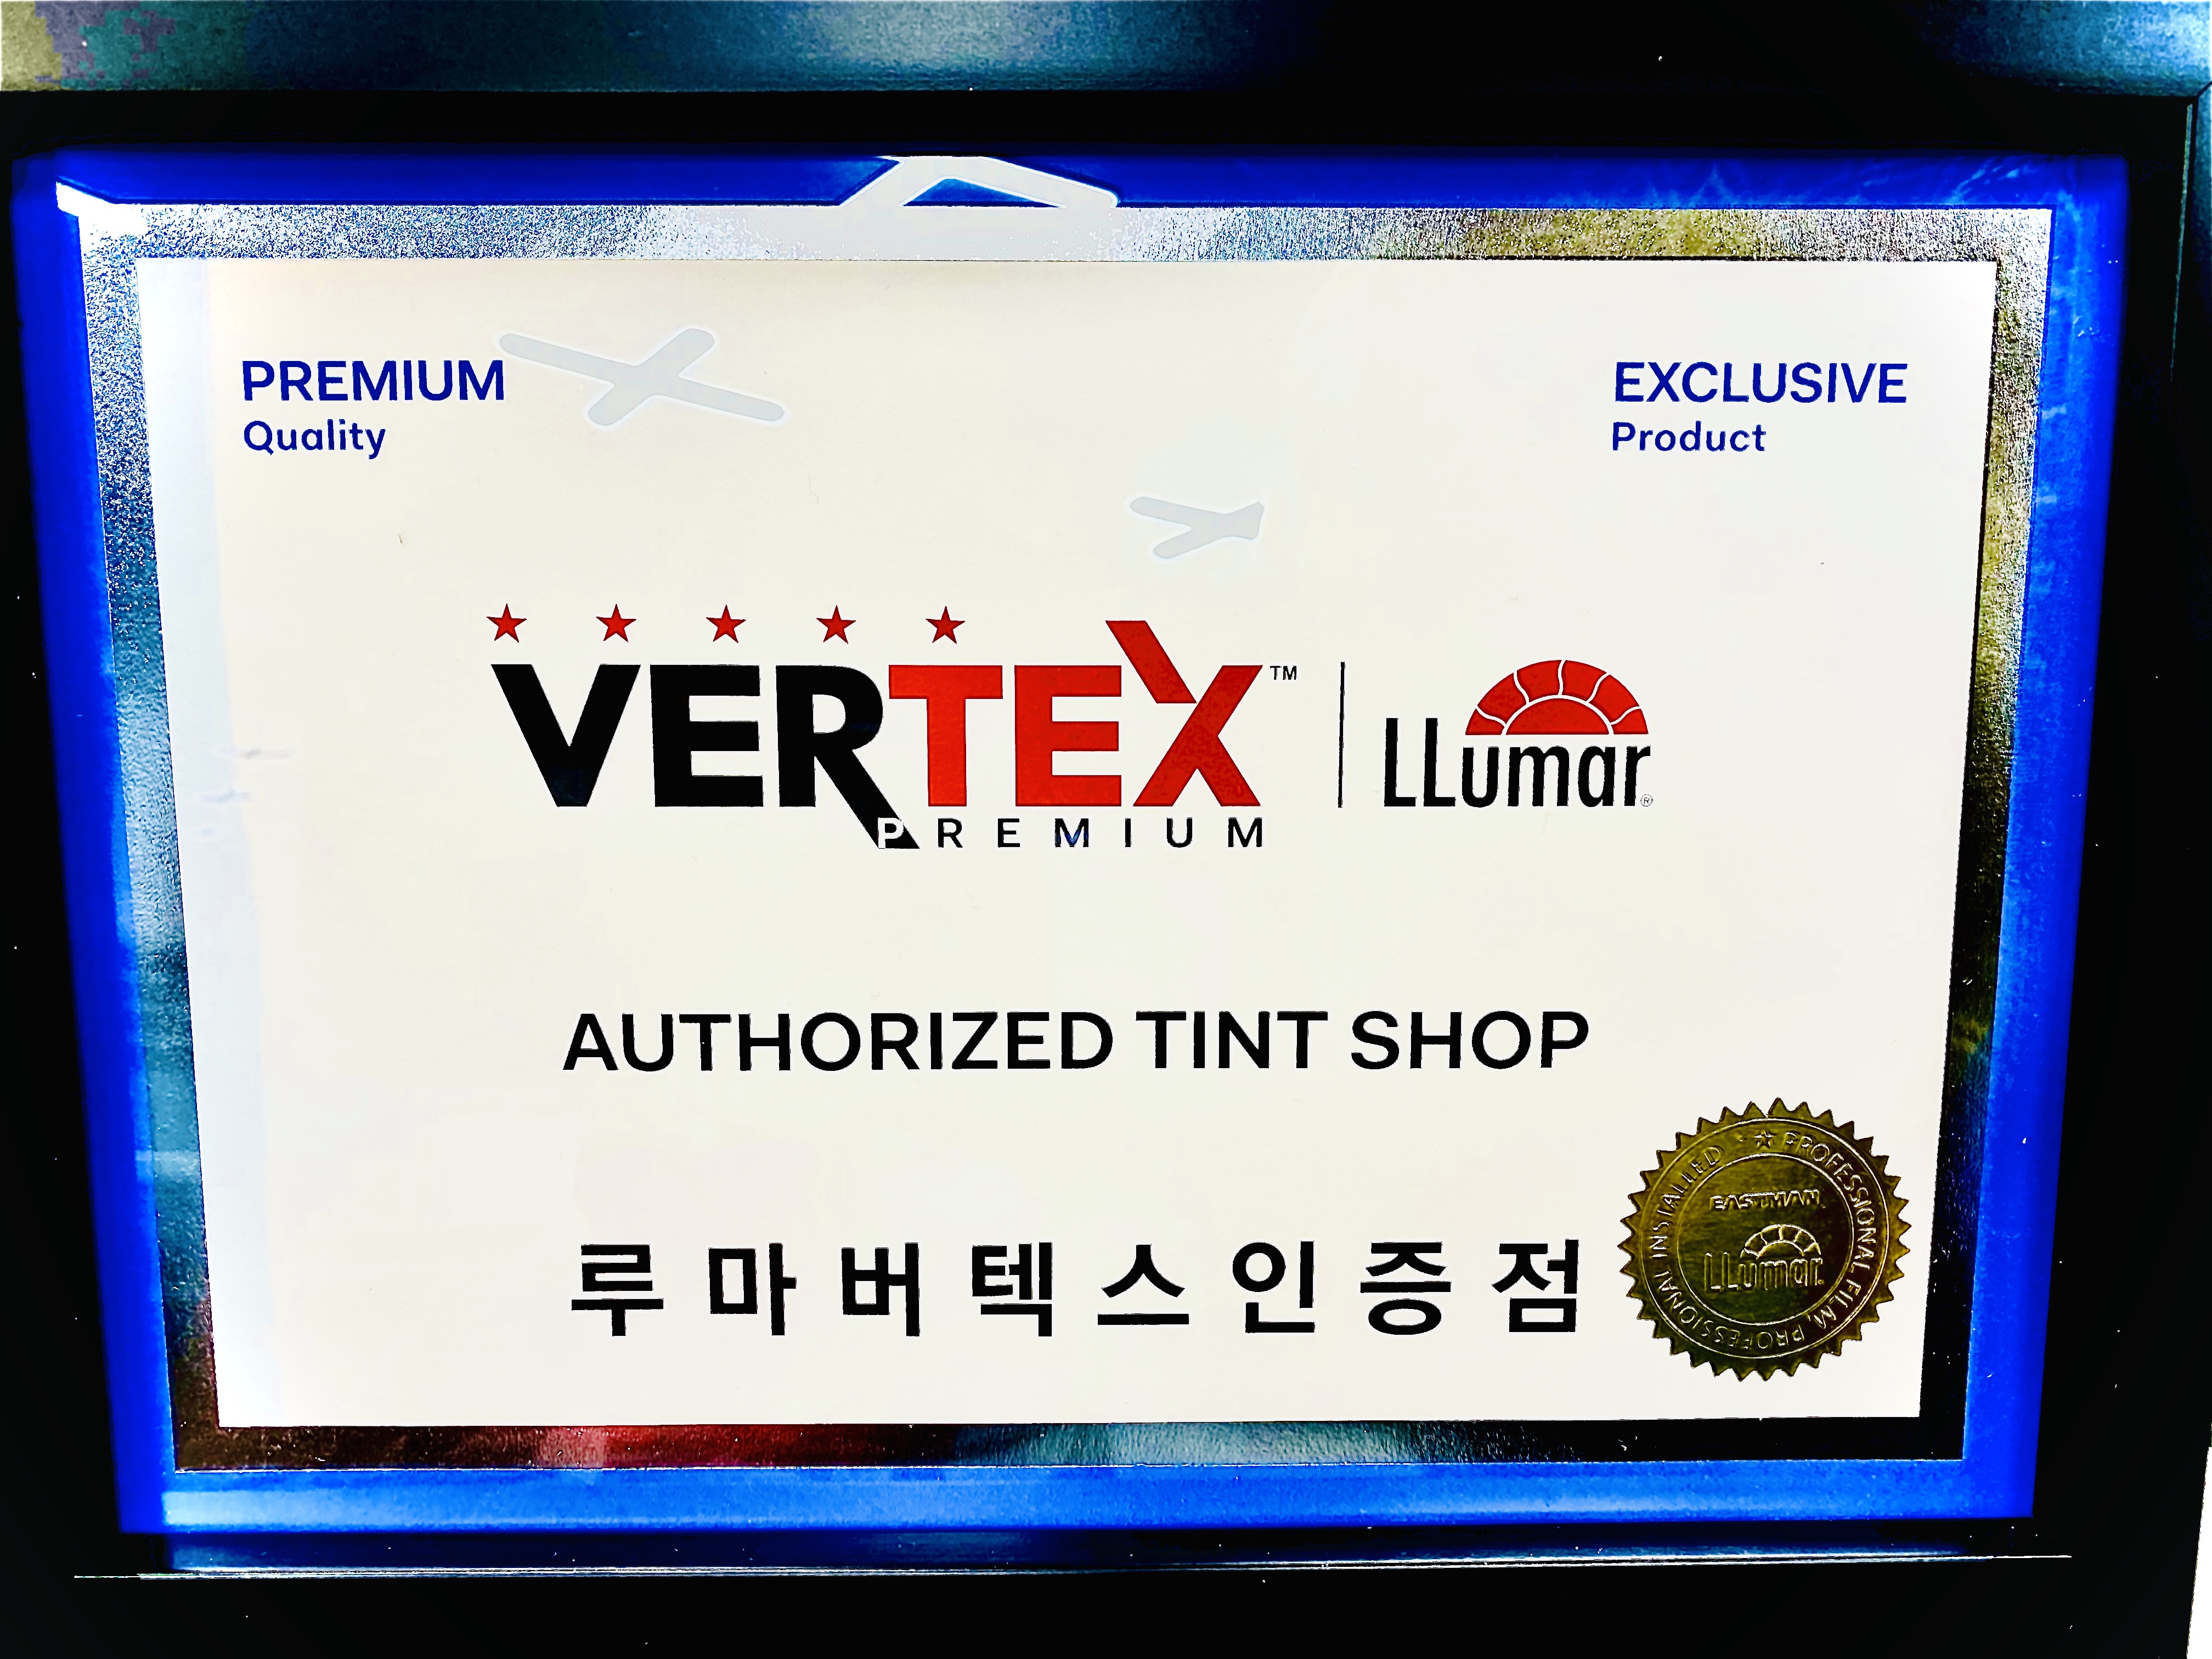 PREMIUM
Quality
EXCLUSIVE
Product
VERTEX™
PREMIUM
LLumar®
AUTHORIZED TINT SHOP
루마버텍스인증점
PROFESSIONAL FILM, PROFESSIONAL INSTALLED
EASTMAN
LLumar